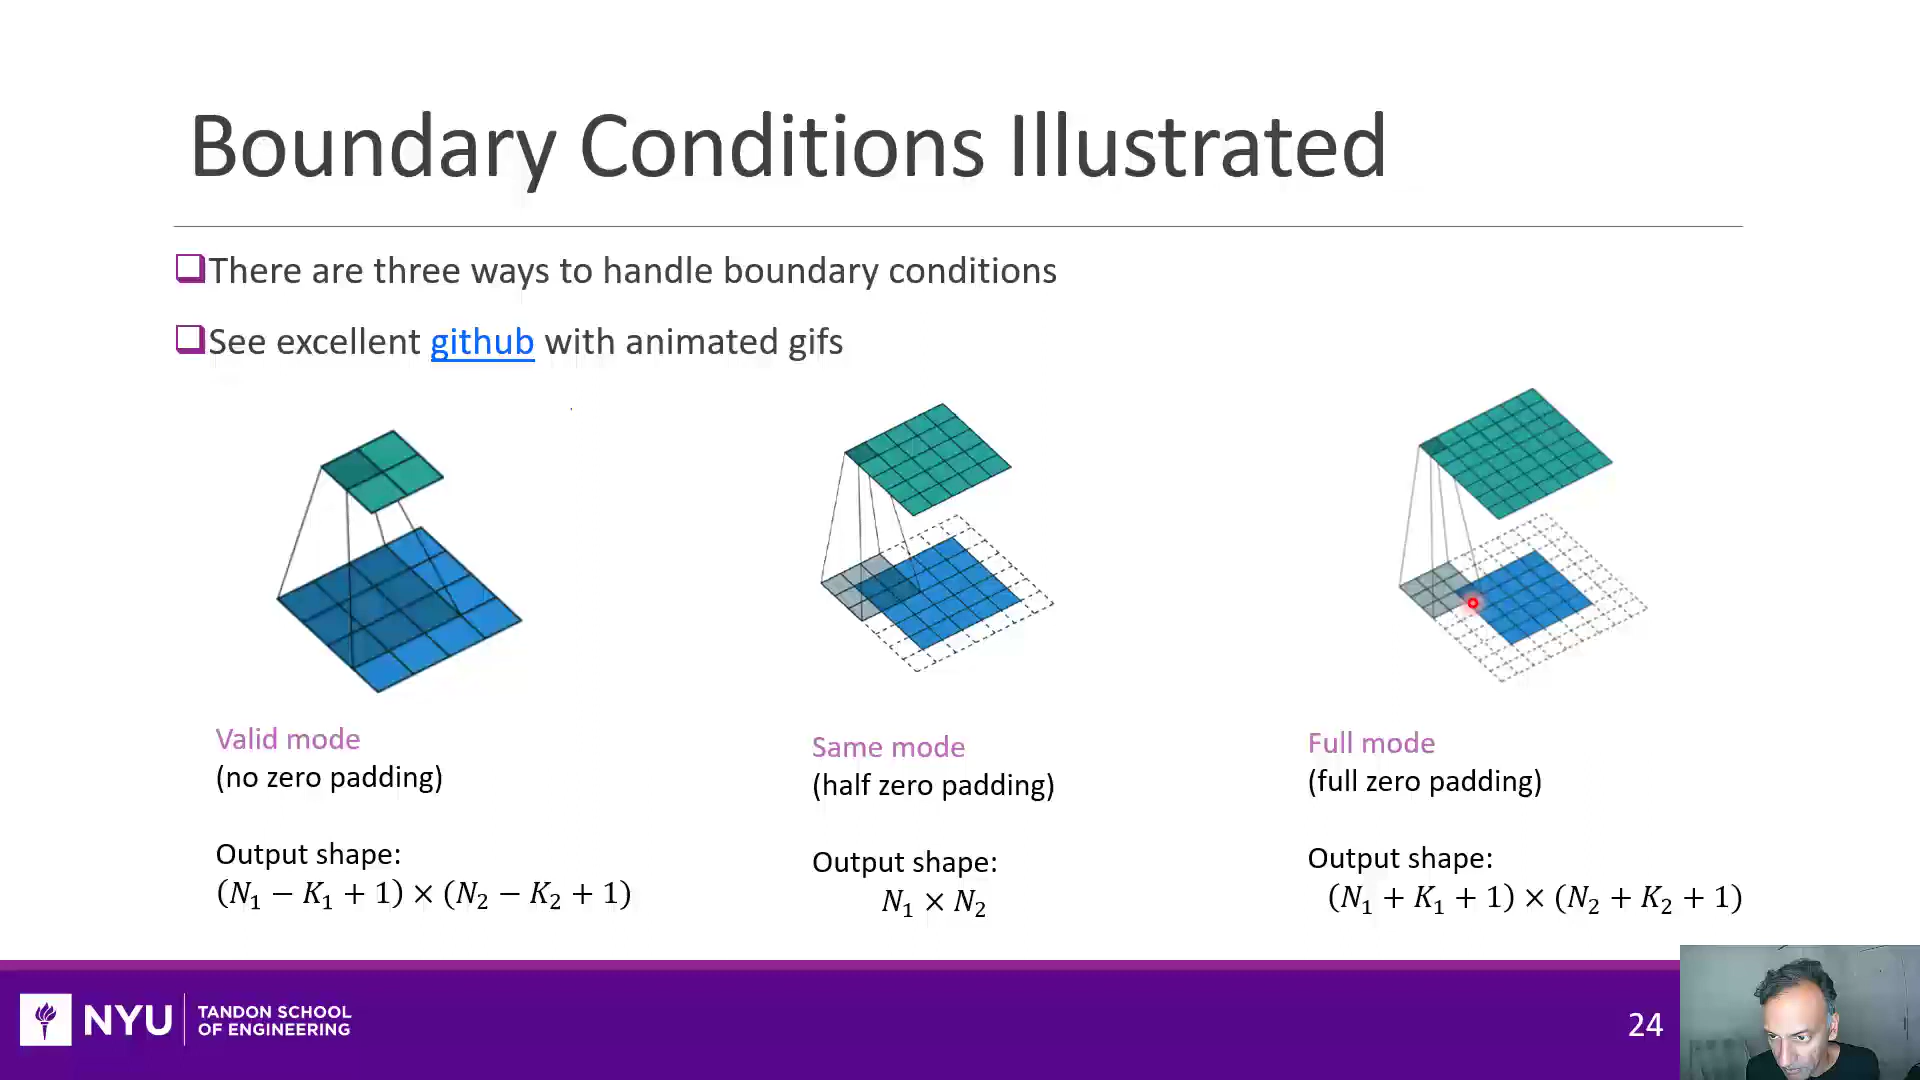 Boundary Conditions Illustrated
There are three ways to handle boundary conditions
See excellent github with animated gifs
Valid mode
(no zero padding)
Output shape:
(N₁ − K₁ + 1) × (N₂ − K₂ + 1)
Same mode
(half zero padding)
Output shape:
N₁ × N₂
Full mode
(full zero padding)
Output shape:
(N₁ + K₁ + 1) × (N₂ + K₂ + 1)
NYU
TANDON SCHOOL
OF ENGINEERING
24